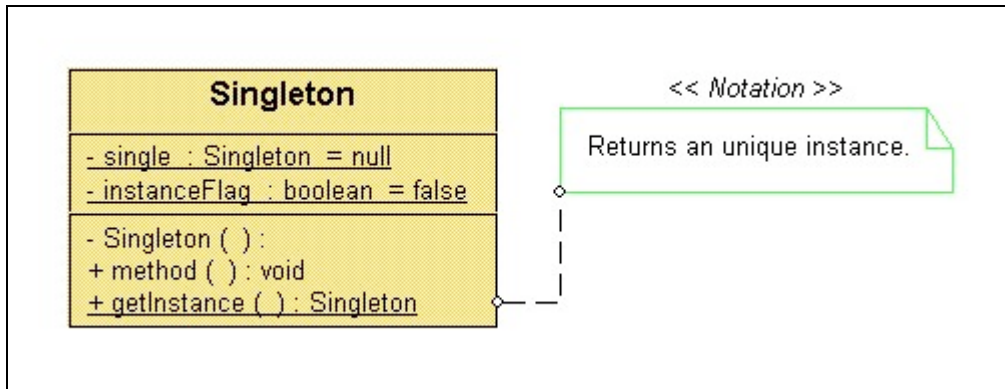 Singleton
- single : Singleton = null
- instanceFlag : boolean = false
- Singleton ( ) :
+ method ( ) : void
+ getInstance ( ) : Singleton
<< Notation >>
Returns an unique instance.